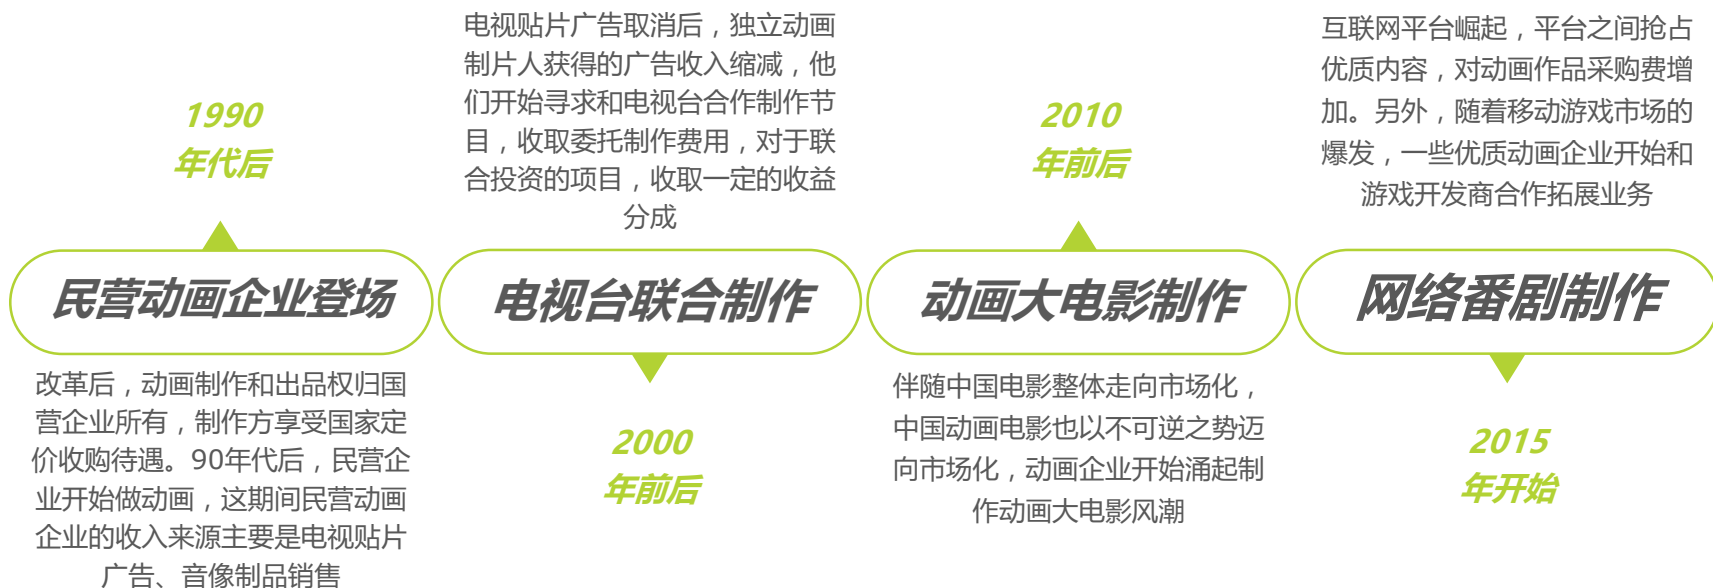 1990
年代后
民营动画企业登场
改革后，动画制作和出品权归国
营企业所有，制作方享受国家定
价收购待遇。90年代后，民营企
业开始做动画，这期间民营动画
企业的收入来源主要是电视贴片
广告、音像制品销售
电视贴片广告取消后，独立动画
制片人获得的广告收入缩减，他
们开始寻求和电视台合作制作节
目，收取委托制作费用，对于联
合投资的项目，收取一定的收益
分成
电视台联合制作
2000
年前后
2010
年前后
动画大电影制作
伴随中国电影整体走向市场化，
中国动画电影也以不可逆之势迈
向市场化，动画企业开始涌起制
作动画大电影风潮
互联网平台崛起，平台之间抢占
优质内容，对动画作品采购费增
加。另外，随着移动游戏市场的
爆发，一些优质动画企业开始和
游戏开发商合作拓展业务
网络番剧制作
2015
年开始